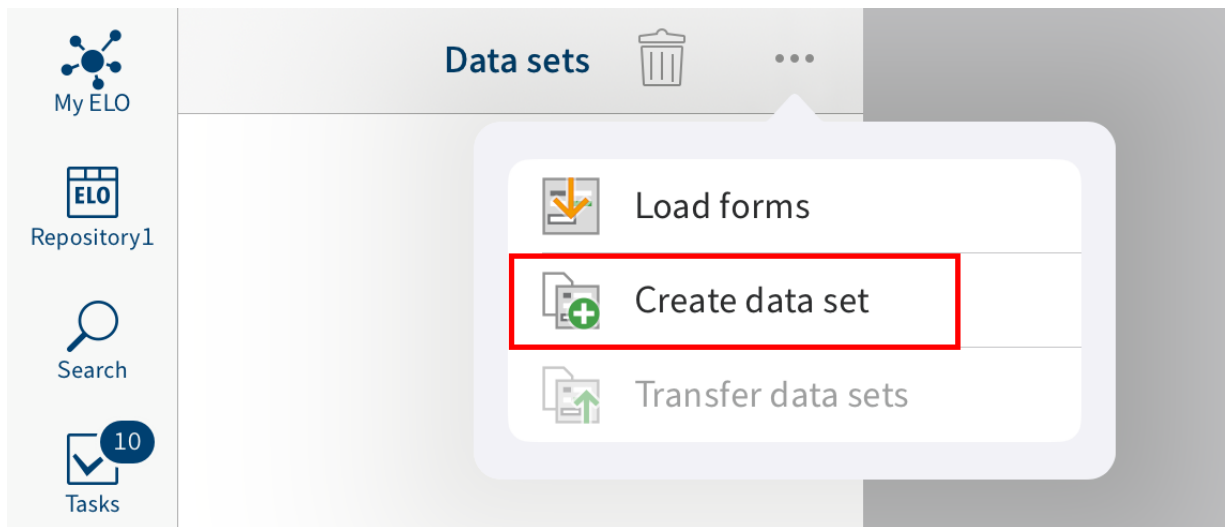 My ELO
ELO
Repository1
Search
10
Tasks
Data sets
Load forms
Create data set
Transfer data sets